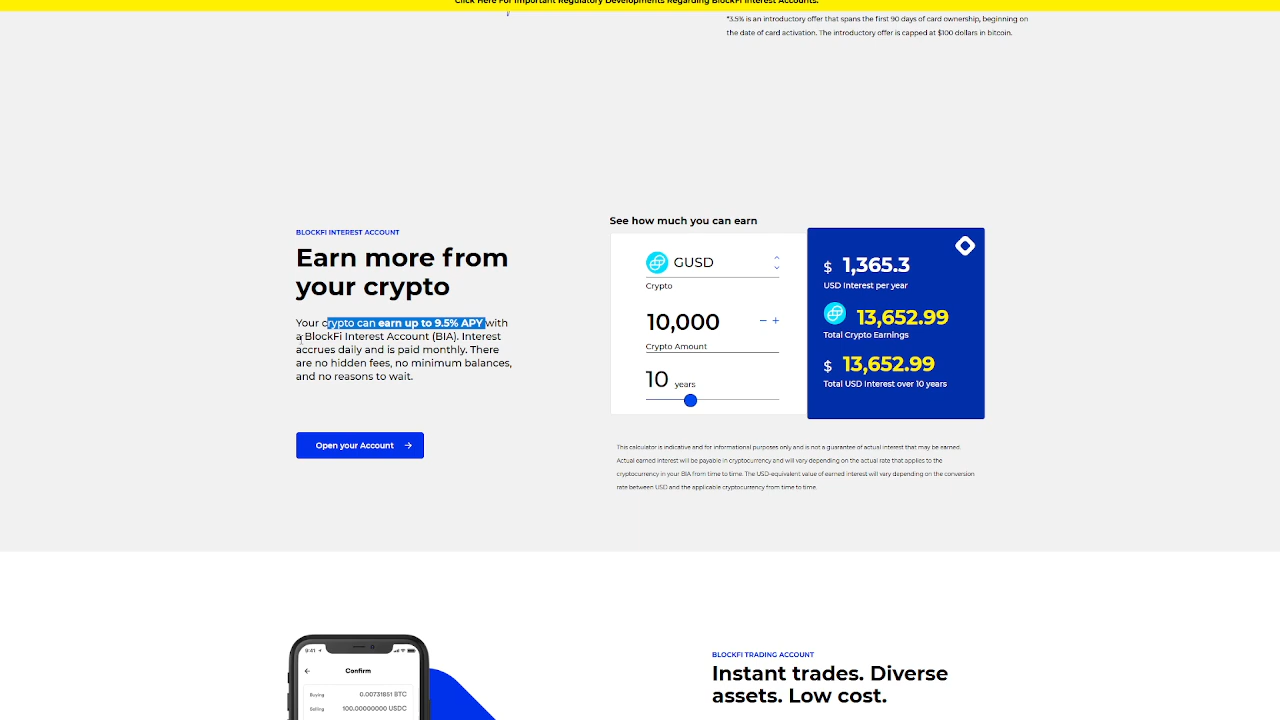 Click Here For Important Regulatory Developments Regarding BlockFi Interest Accounts.
*3.5% is an introductory offer that spans the first 90 days of card ownership, beginning on
the date of card activation. The introductory offer is capped at $100 dollars in bitcoin.
BLOCKFI INTEREST ACCOUNT
Earn more from
your crypto
Your crypto can earn up to 9.5% APY with
a BlockFi Interest Account (BIA). Interest
accrues daily and is paid monthly. There
are no hidden fees, no minimum balances,
and no reasons to wait.
Open your Account →
See how much you can earn
GUSD
Crypto
10,000 − +
Crypto Amount
10 years
$ 1,365.3
USD Interest per year
13,652.99
Total Crypto Earnings
$ 13,652.99
Total USD Interest over 10 years
This calculator is indicative and for informational purposes only and is not a guarantee of actual interest that may be earned.
Actual earned interest will be payable in cryptocurrency and will vary depending on the actual rate that applies to the
cryptocurrency in your BIA from time to time. The USD-equivalent value of earned interest will vary depending on the conversion
rate between USD and the applicable cryptocurrency from time to time.
9:41
Confirm
Buying 0.00731851 BTC
Selling 100.00000000 USDC
BLOCKFI TRADING ACCOUNT
Instant trades. Diverse
assets. Low cost.